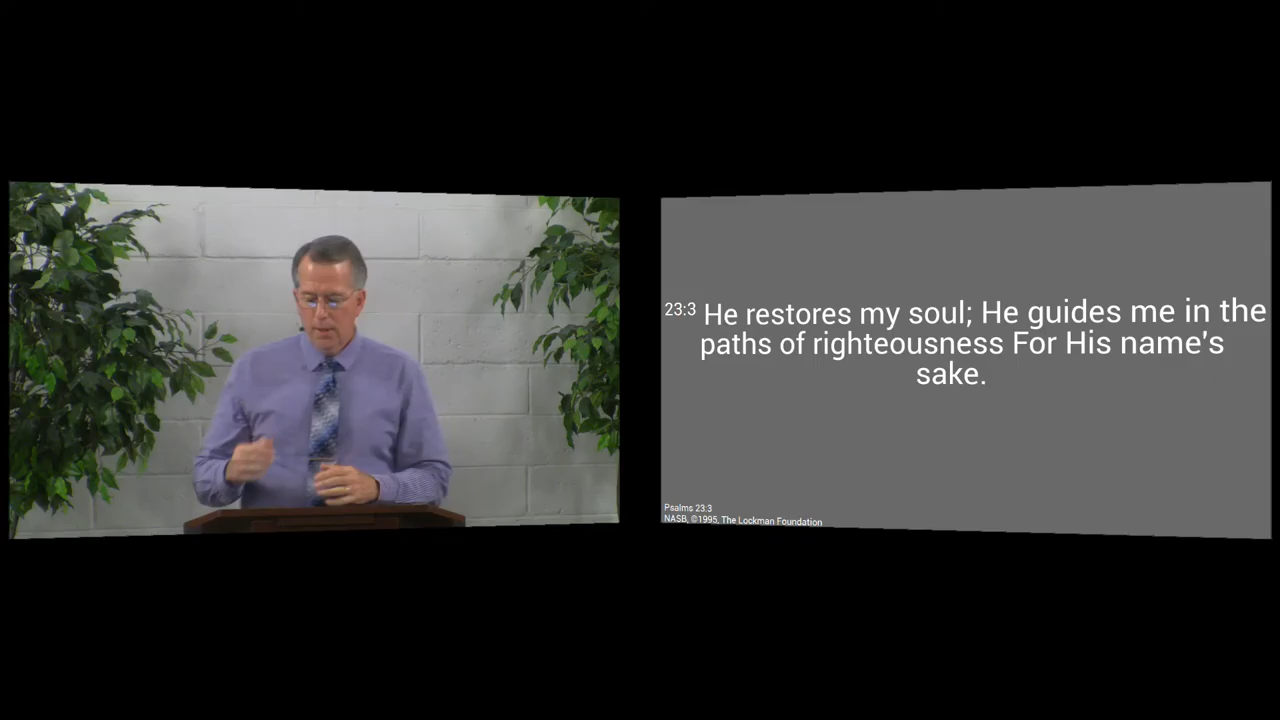 23:3 He restores my soul; He guides me in the
paths of righteousness For His name's
sake.
Psalms 23:3
NASB, ©1995, The Lockman Foundation